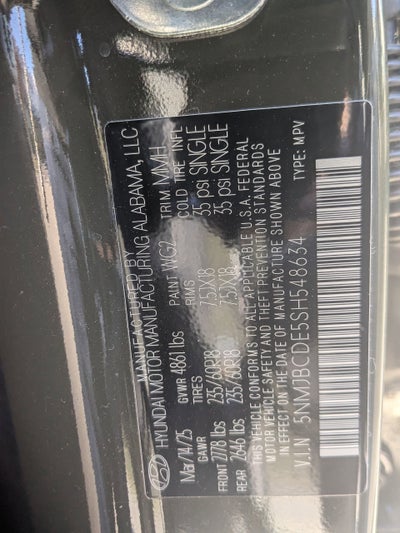 MANUFACTURED BY
HYUNDAI MOTOR MANUFACTURING ALABAMA, LLC
Mar/14/25 GVWR 4861 lbs PAINT WG2 TRIM MMH
GAWR TIRES RIMS COLD TIRE INFL
FRONT 2778 lbs 235/60R18 7.5JX18 35 psi SINGLE
REAR 2646 lbs 235/60R18 7.5JX18 35 psi SINGLE
THIS VEHICLE CONFORMS TO ALL APPLICABLE U.S.A. FEDERAL
MOTOR VEHICLE SAFETY AND THEFT PREVENTION STANDARDS
IN EFFECT ON THE DATE OF MANUFACTURE SHOWN ABOVE
V.I.N 5NMJBCDE5SH548634 TYPE: MPV